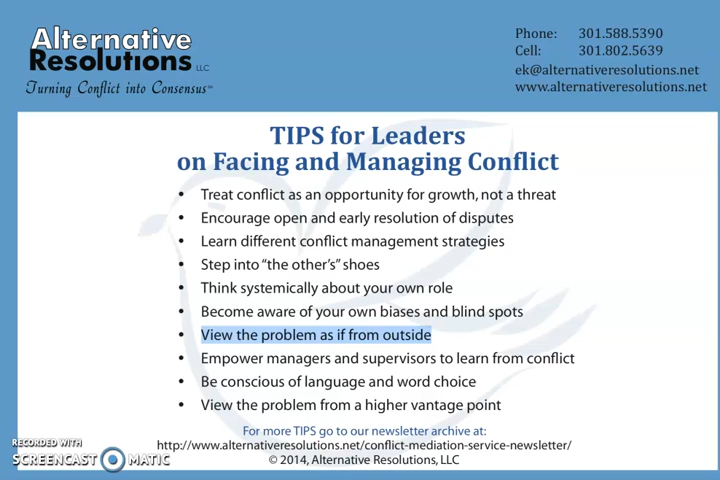 Alternative
Resolutions LLC
Turning Conflict into Consensus℠
Phone: 301.588.5390
Cell: 301.802.5639
ek@alternativeresolutions.net
www.alternativeresolutions.net
TIPS for Leaders
on Facing and Managing Conflict
• Treat conflict as an opportunity for growth, not a threat
• Encourage open and early resolution of disputes
• Learn different conflict management strategies
• Step into “the other’s” shoes
• Think systemically about your own role
• Become aware of your own biases and blind spots
• View the problem as if from outside
• Empower managers and supervisors to learn from conflict
• Be conscious of language and word choice
• View the problem from a higher vantage point
For more TIPS go to our newsletter archive at:
http://www.alternativeresolutions.net/conflict-mediation-service-newsletter/
© 2014, Alternative Resolutions, LLC
RECORDED WITH
SCREENCAST MATIC